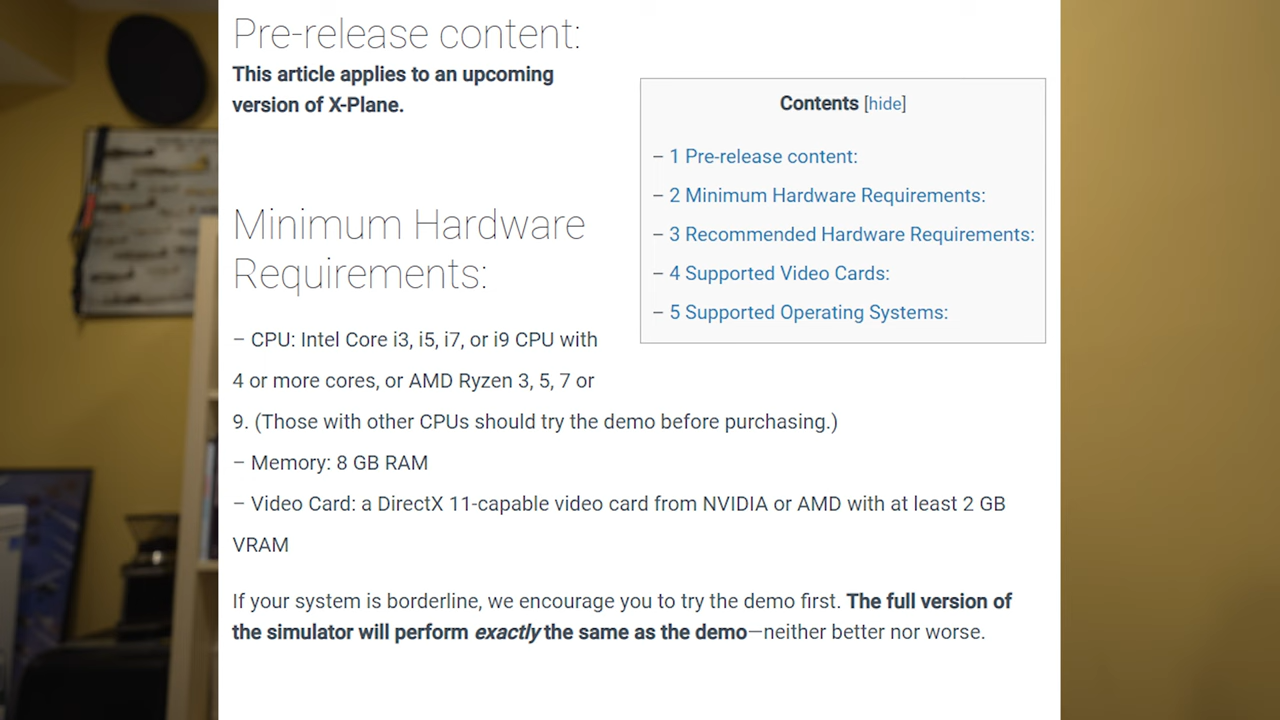 Pre-release content:
This article applies to an upcoming
version of X-Plane.
Contents [hide]
– 1 Pre-release content:
– 2 Minimum Hardware Requirements:
– 3 Recommended Hardware Requirements:
– 4 Supported Video Cards:
– 5 Supported Operating Systems:
Minimum Hardware
Requirements:
– CPU: Intel Core i3, i5, i7, or i9 CPU with
4 or more cores, or AMD Ryzen 3, 5, 7 or
9. (Those with other CPUs should try the demo before purchasing.)
– Memory: 8 GB RAM
– Video Card: a DirectX 11-capable video card from NVIDIA or AMD with at least 2 GB
VRAM
If your system is borderline, we encourage you to try the demo first. The full version of
the simulator will perform exactly the same as the demo—neither better nor worse.